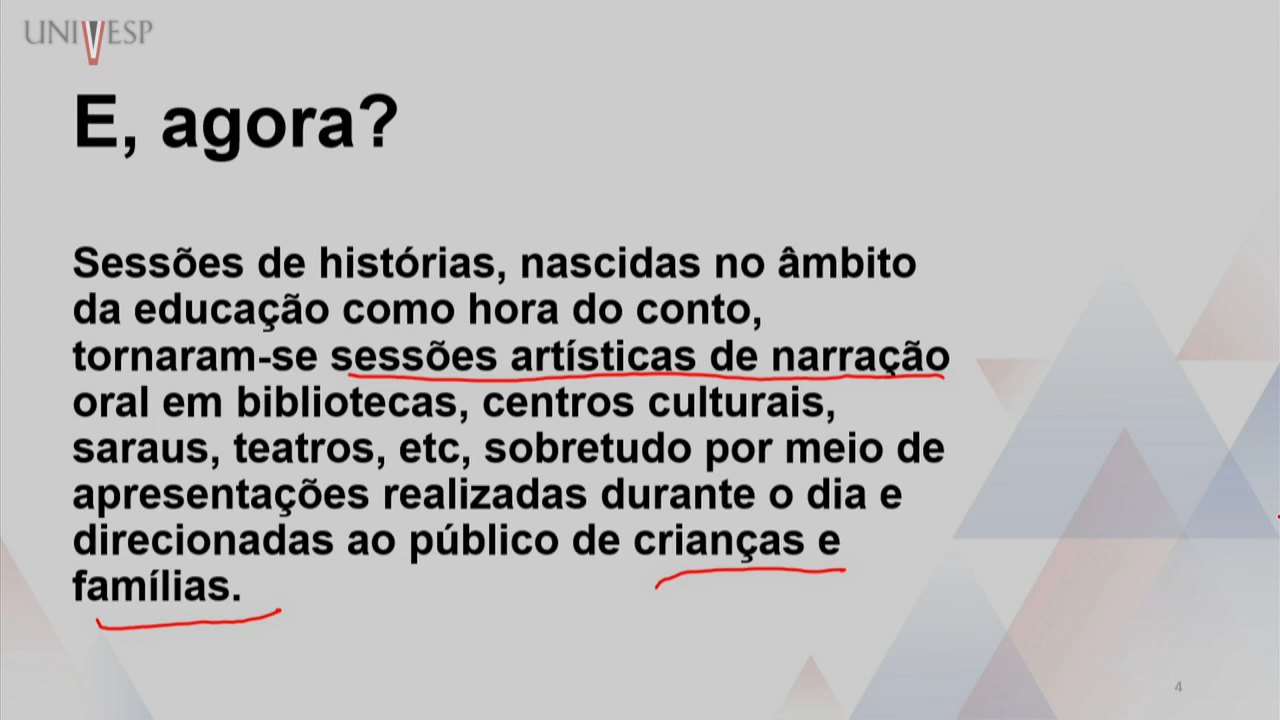 UNIVESP
E, agora?
Sessões de histórias, nascidas no âmbito
da educação como hora do conto,
tornaram-se sessões artísticas de narração
oral em bibliotecas, centros culturais,
saraus, teatros, etc, sobretudo por meio de
apresentações realizadas durante o dia e
direcionadas ao público de crianças e
famílias.
4